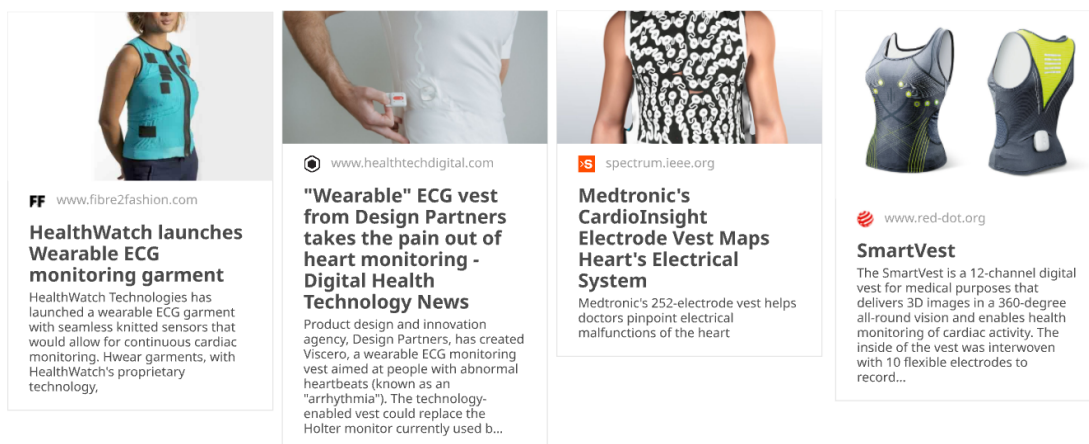 FF www.fibre2fashion.com
HealthWatch launches
Wearable ECG
monitoring garment
HealthWatch Technologies has
launched a wearable ECG garment
with seamless knitted sensors that
would allow for continuous cardiac
monitoring. Hwear garments, with
HealthWatch's proprietary
technology,
www.healthtechdigital.com
"Wearable" ECG vest
from Design Partners
takes the pain out of
heart monitoring -
Digital Health
Technology News
Product design and innovation
agency, Design Partners, has created
Viscero, a wearable ECG monitoring
vest aimed at people with abnormal
heartbeats (known as an
"arrhythmia"). The technology-
enabled vest could replace the
Holter monitor currently used b...
›S spectrum.ieee.org
Medtronic's
CardioInsight
Electrode Vest Maps
Heart's Electrical
System
Medtronic's 252-electrode vest helps
doctors pinpoint electrical
malfunctions of the heart
www.red-dot.org
SmartVest
The SmartVest is a 12-channel digital
vest for medical purposes that
delivers 3D images in a 360-degree
all-round vision and enables health
monitoring of cardiac activity. The
inside of the vest was interwoven
with 10 flexible electrodes to
record...